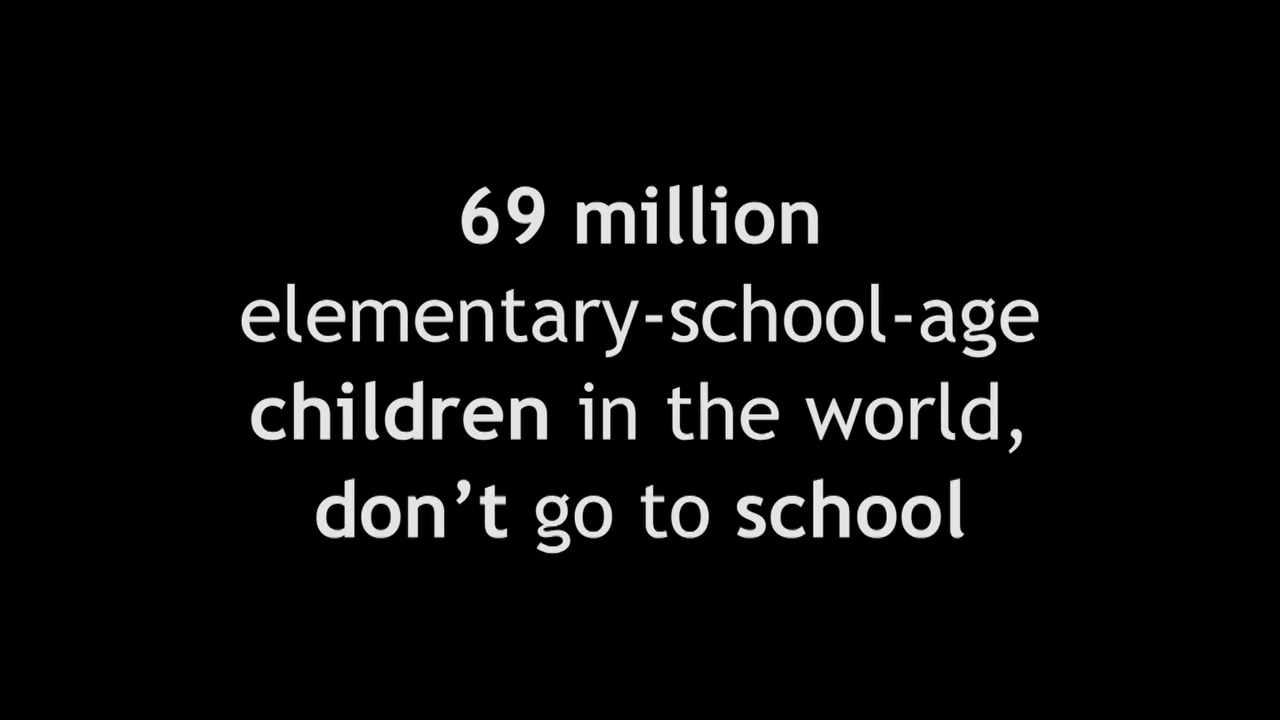 69 million
elementary-school-age
children in the world,
don’t go to school